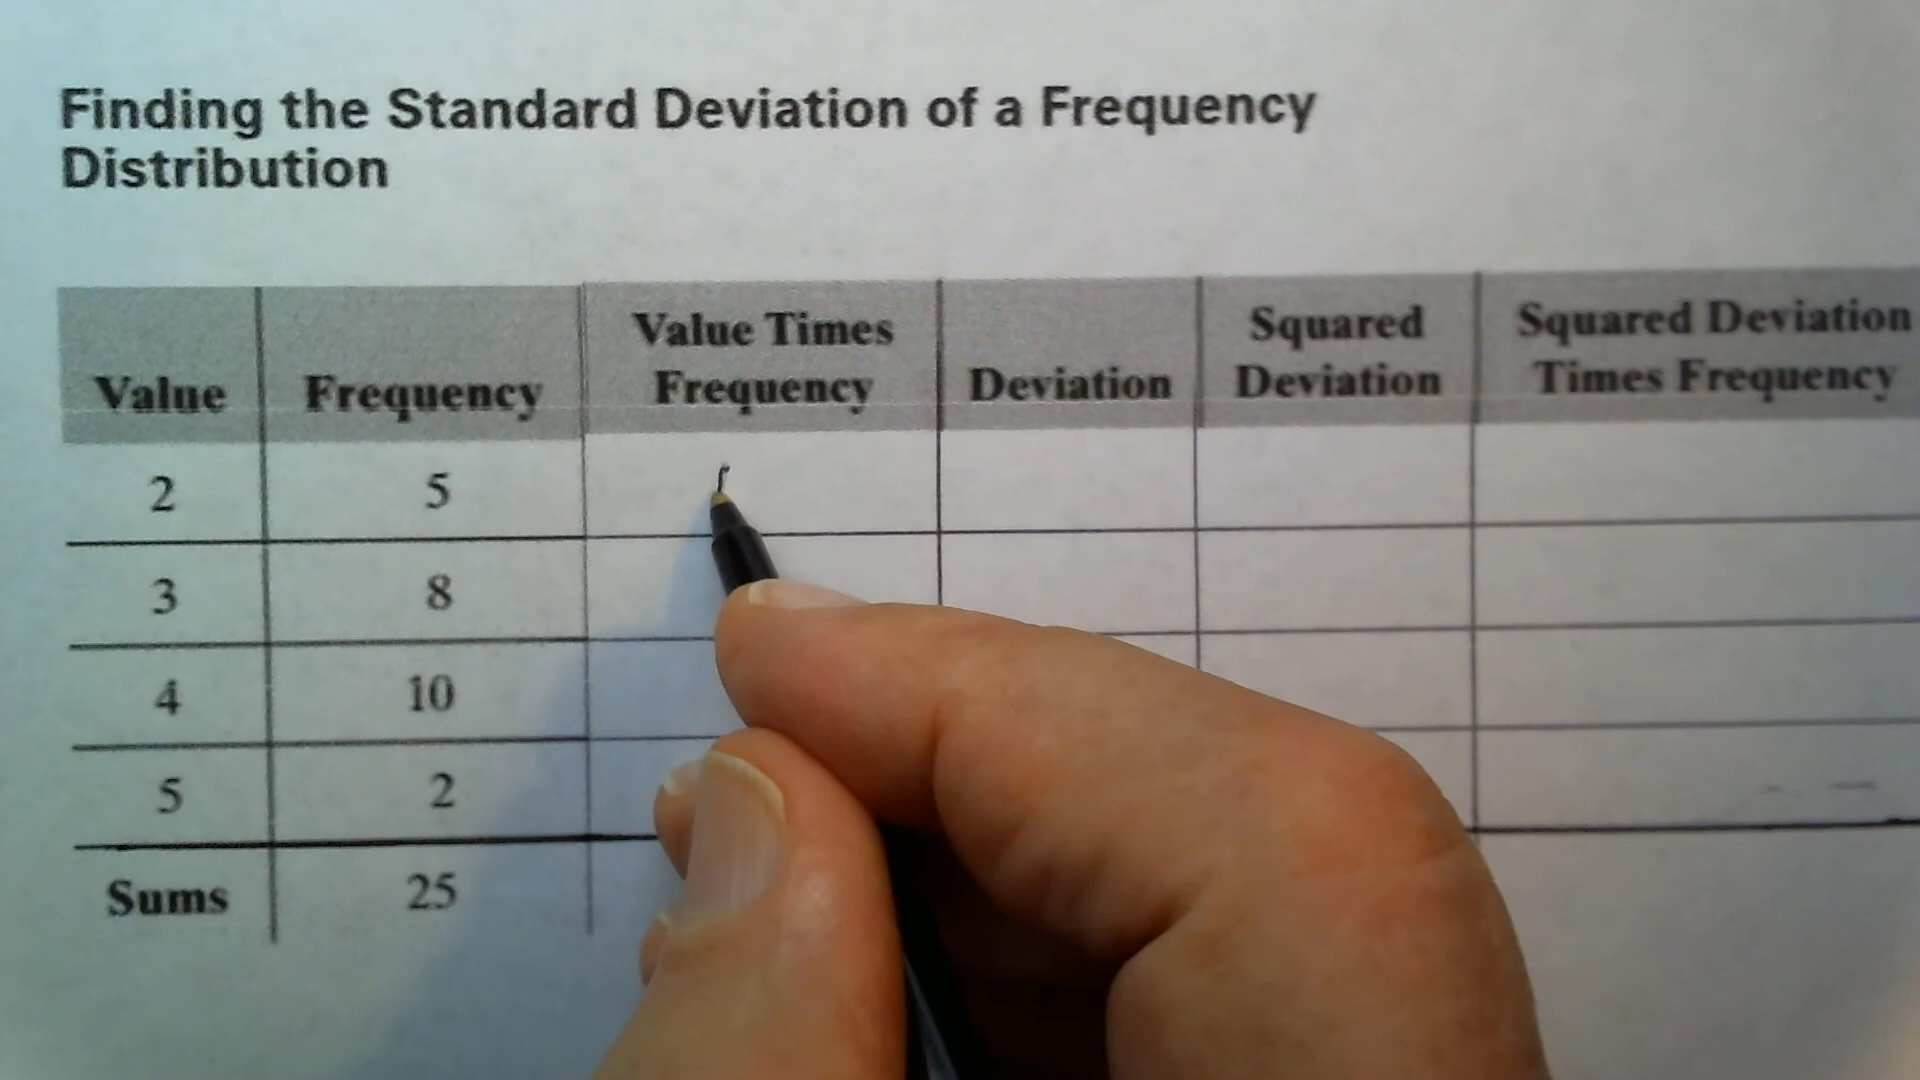 Finding the Standard Deviation of a Frequency
Distribution
Value Frequency Value Times Frequency Deviation Squared Deviation Squared Deviation Times Frequency
2 5
3 8
4 10
5 2
Sums 25